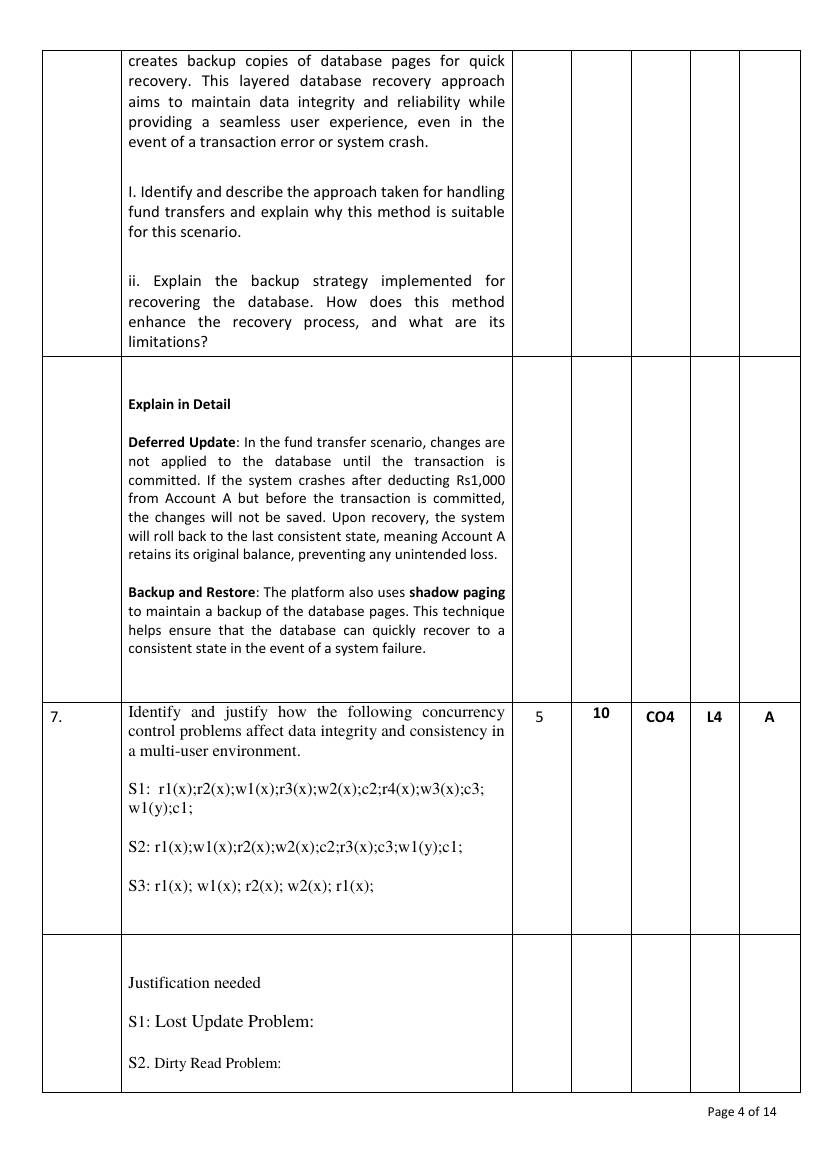 creates backup copies of database pages for quick
recovery. This layered database recovery approach
aims to maintain data integrity and reliability while
providing a seamless user experience, even in the
event of a transaction error or system crash.
I. Identify and describe the approach taken for handling
fund transfers and explain why this method is suitable
for this scenario.
ii. Explain the backup strategy implemented for
recovering the database. How does this method
enhance the recovery process, and what are its
limitations?
Explain in Detail
Deferred Update: In the fund transfer scenario, changes are
not applied to the database until the transaction is
committed. If the system crashes after deducting Rs1,000
from Account A but before the transaction is committed,
the changes will not be saved. Upon recovery, the system
will roll back to the last consistent state, meaning Account A
retains its original balance, preventing any unintended loss.
Backup and Restore: The platform also uses shadow paging
to maintain a backup of the database pages. This technique
helps ensure that the database can quickly recover to a
consistent state in the event of a system failure.
7. Identify and justify how the following concurrency 5 10 CO4 L4 A
control problems affect data integrity and consistency in
a multi-user environment.
S1: r1(x);r2(x);w1(x);r3(x);w2(x);c2;r4(x);w3(x);c3;
w1(y);c1;
S2: r1(x);w1(x);r2(x);w2(x);c2;r3(x);c3;w1(y);c1;
S3: r1(x); w1(x); r2(x); w2(x); r1(x);
Justification needed
S1: Lost Update Problem:
S2. Dirty Read Problem:
Page 4 of 14